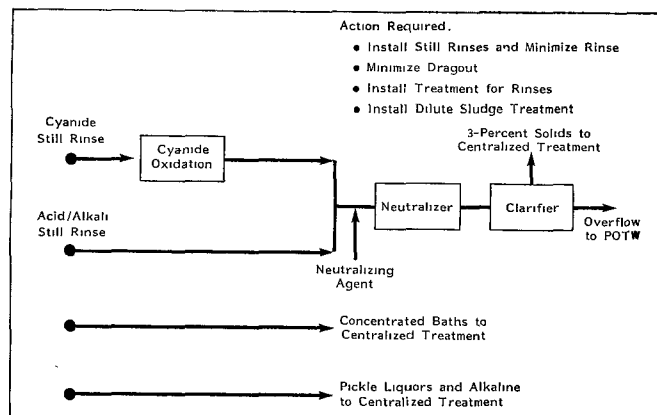 Action Required.
● Install Still Rinses and Minimize Rinse
● Minimize Dragout
● Install Treatment for Rinses
● Install Dilute Sludge Treatment
3-Percent Solids to
Centralized Treatment
Cyanide
Still Rinse
Cyanide
Oxidation
Neutralizer
Clarifier
Overflow
to POTW
Acid/Alkali
Still Rinse
Neutralizing
Agent
Concentrated Baths to
Centralized Treatment
Pickle Liquors and Alkaline
to Centralized Treatment